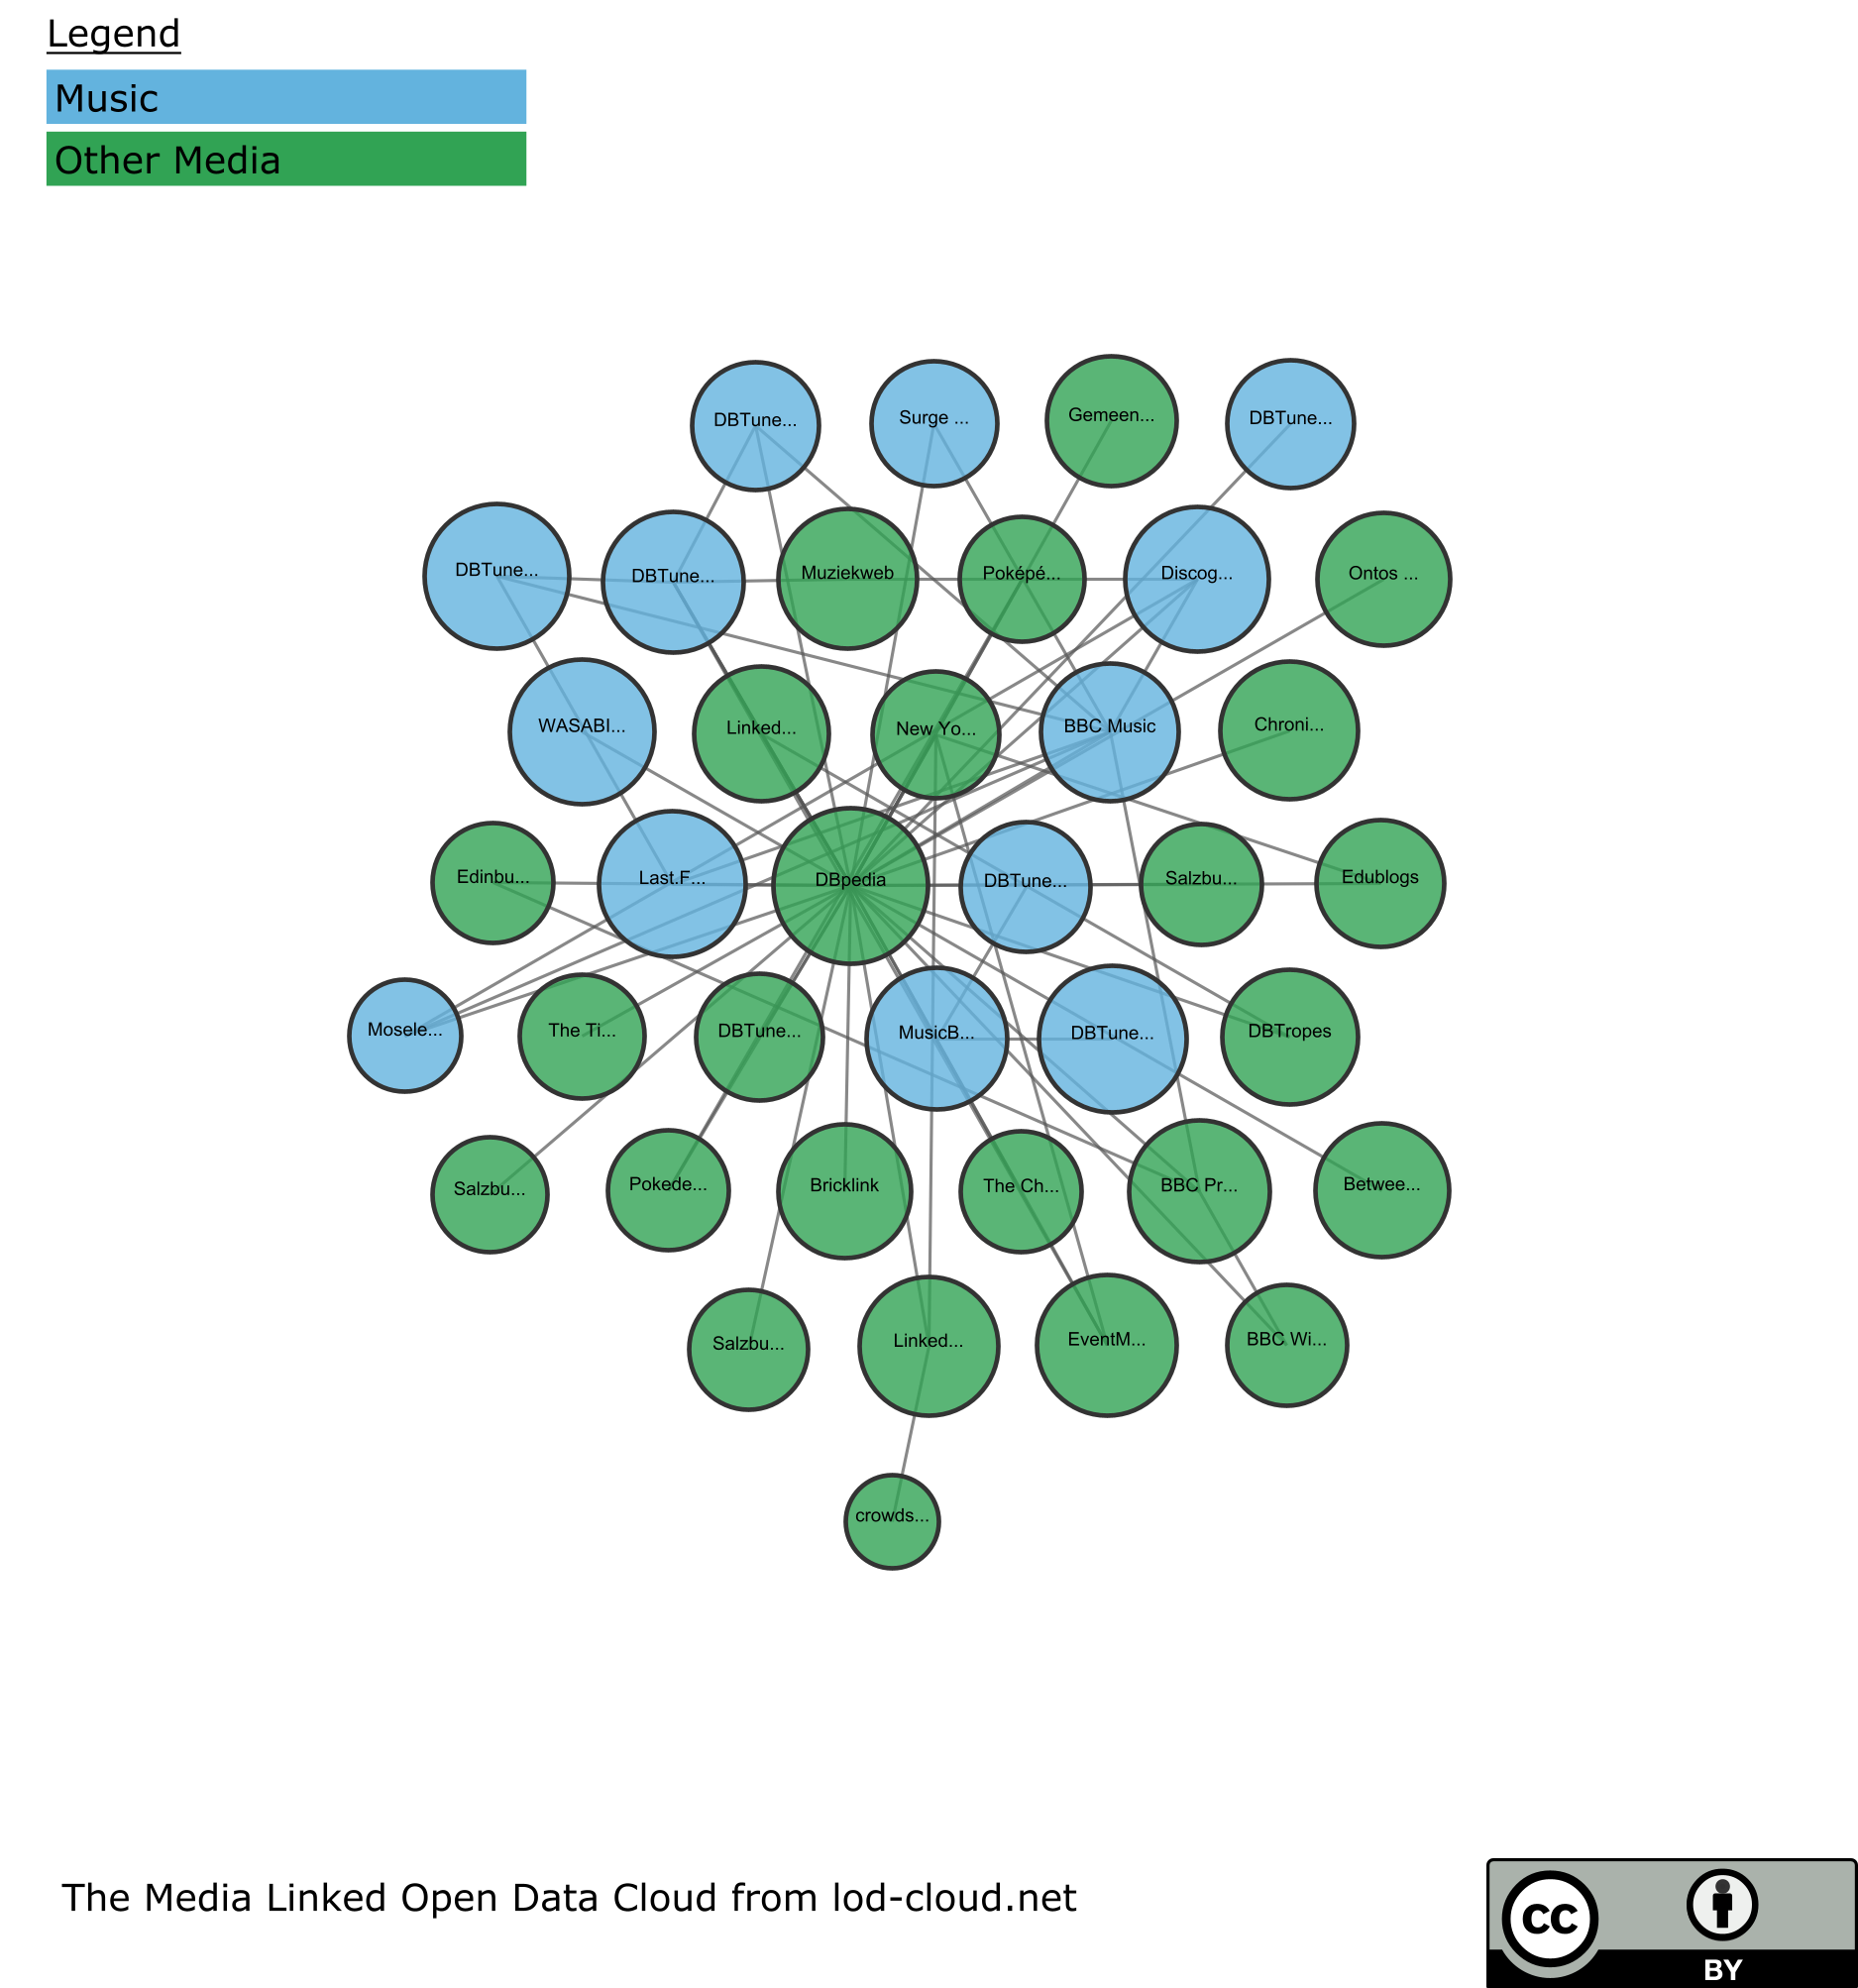 Legend
Music
Other Media
DBTune...
Surge ...
Gemeen...
DBTune...
DBTune...
DBTune...
Muziekweb
Poképé...
Discog...
Ontos ...
WASABI...
Linked...
New Yo...
BBC Music
Chroni...
Edinbu...
Last.F...
DBpedia
DBTune...
Salzbu...
Edublogs
Mosele...
The Ti...
DBTune...
MusicB...
DBTune...
DBTropes
Salzbu...
Pokede...
Bricklink
The Ch...
BBC Pr...
Betwee...
Salzbu...
Linked...
EventM...
BBC Wi...
crowds...
The Media Linked Open Data Cloud from lod-cloud.net
cc
BY